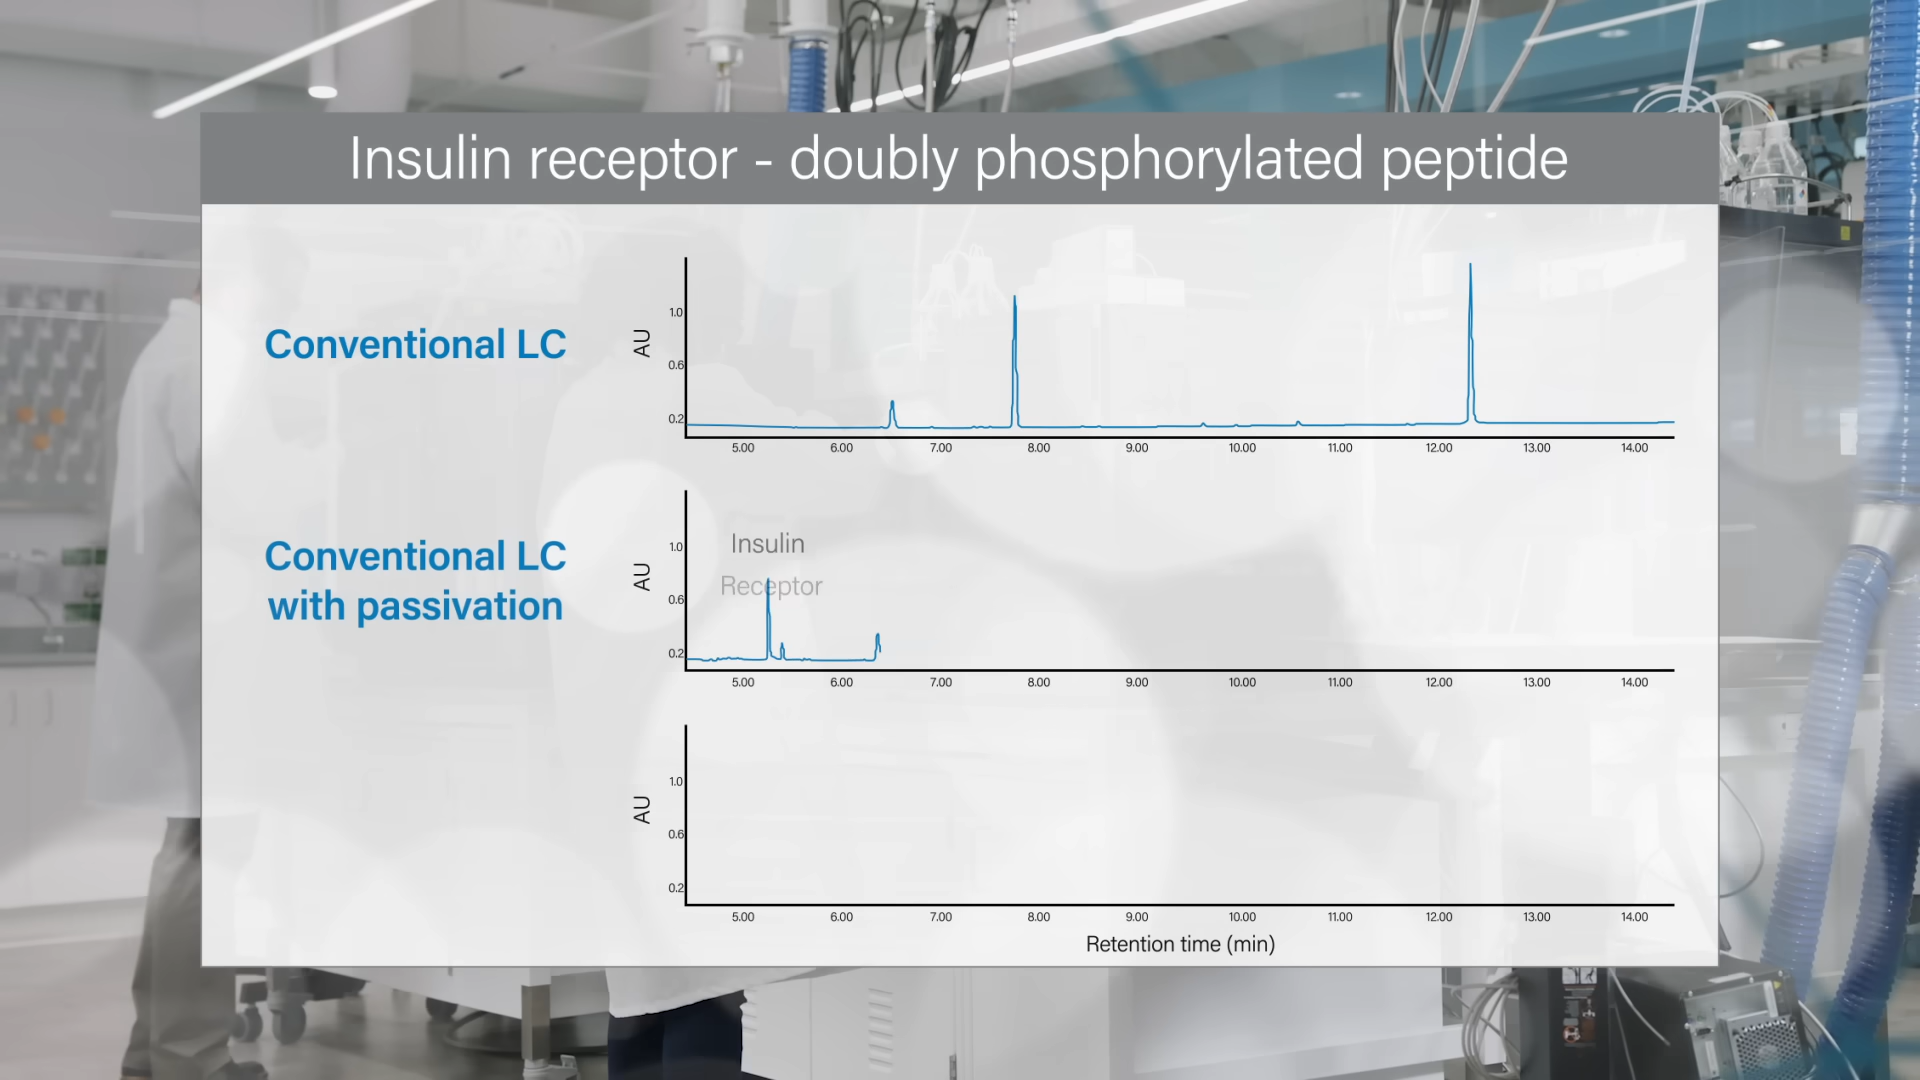 Insulin receptor - doubly phosphorylated peptide
Conventional LC
AU
1.0
0.6
0.2
5.00 6.00 7.00 8.00 9.00 10.00 11.00 12.00 13.00 14.00
Conventional LC
with passivation
AU
1.0
0.6
0.2
Insulin
Receptor
5.00 6.00 7.00 8.00 9.00 10.00 11.00 12.00 13.00 14.00
AU
1.0
0.6
0.2
5.00 6.00 7.00 8.00 9.00 10.00 11.00 12.00 13.00 14.00
Retention time (min)